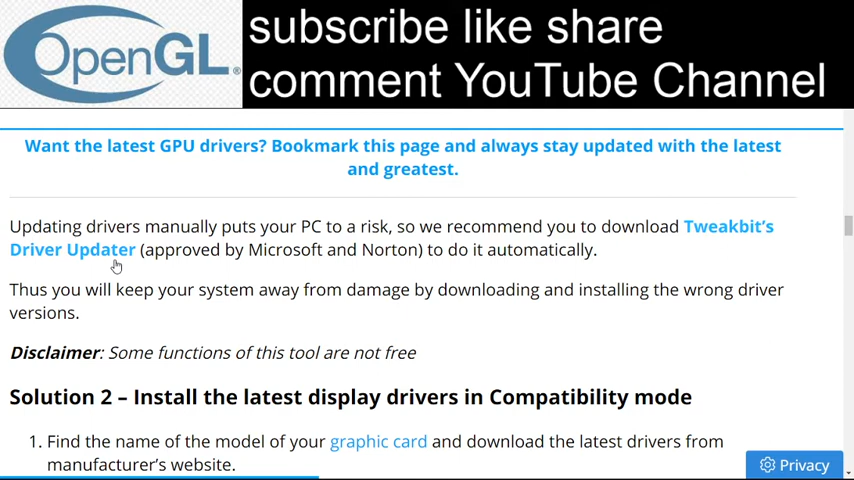 OpenGL®
subscribe like share
comment YouTube Channel
Want the latest GPU drivers? Bookmark this page and always stay updated with the latest
and greatest.
Updating drivers manually puts your PC to a risk, so we recommend you to download Tweakbit's
Driver Updater (approved by Microsoft and Norton) to do it automatically.
Thus you will keep your system away from damage by downloading and installing the wrong driver
versions.
Disclaimer: Some functions of this tool are not free
Solution 2 – Install the latest display drivers in Compatibility mode
1. Find the name of the model of your graphic card and download the latest drivers from
manufacturer's website.
Privacy